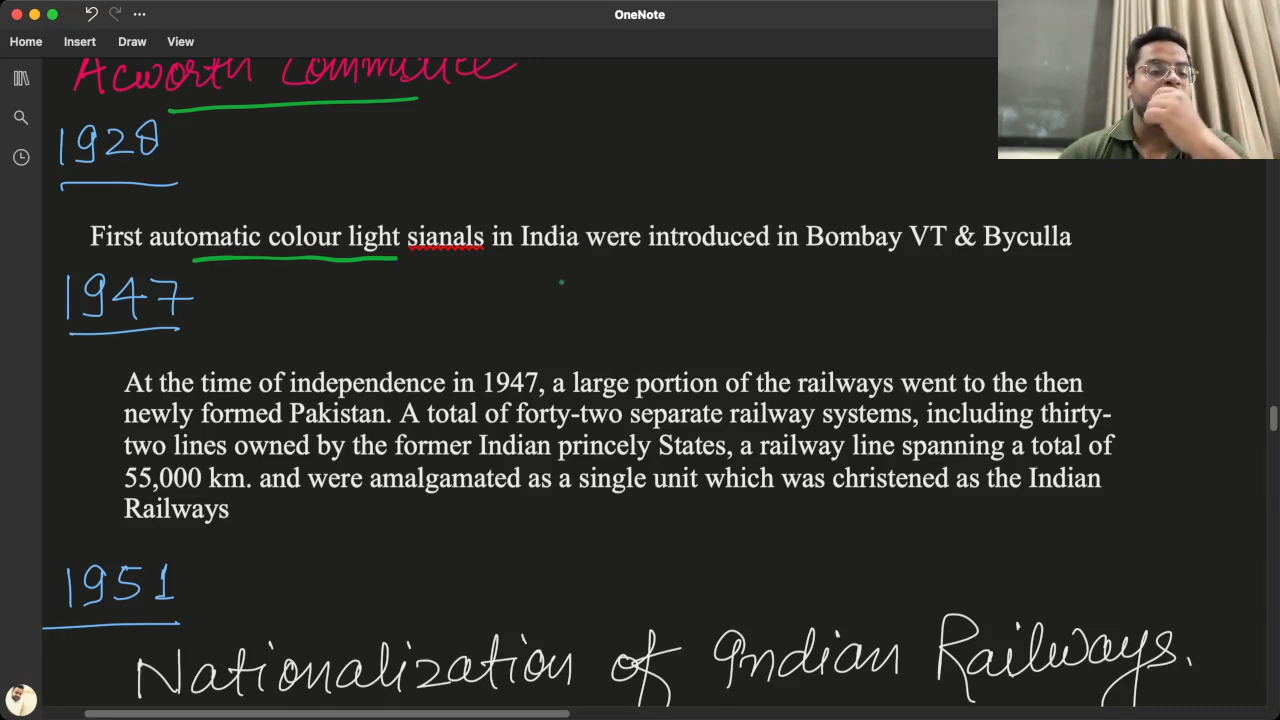 OneNote
Home Insert Draw View
Acworth Committee
1928
First automatic colour light sianals in India were introduced in Bombay VT & Byculla
1947
At the time of independence in 1947, a large portion of the railways went to the then
newly formed Pakistan. A total of forty-two separate railway systems, including thirty-
two lines owned by the former Indian princely States, a railway line spanning a total of
55,000 km. and were amalgamated as a single unit which was christened as the Indian
Railways
1951
Nationalization of Indian Railways.